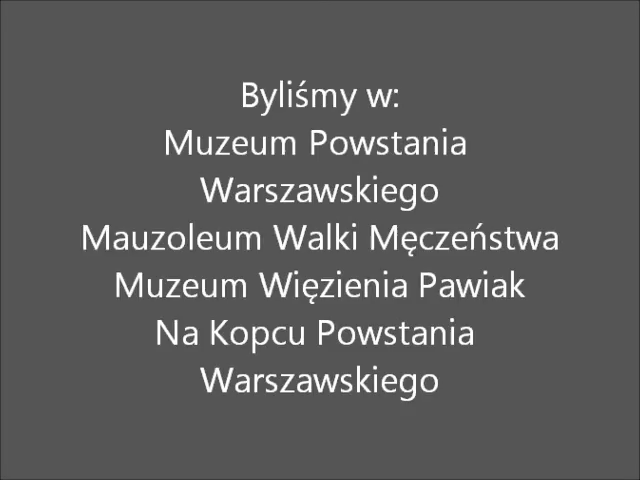 Byliśmy w:
Muzeum Powstania
Warszawskiego
Mauzoleum Walki Męczeństwa
Muzeum Więzienia Pawiak
Na Kopcu Powstania
Warszawskiego